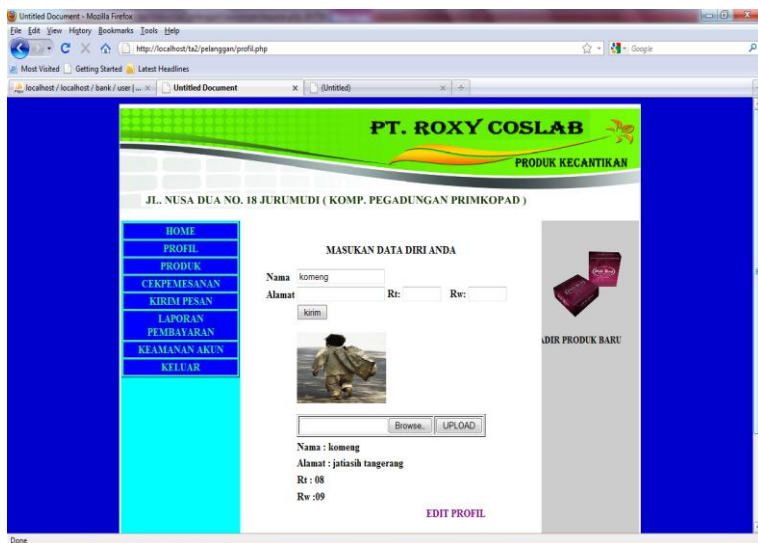 Untitled Document - Mozilla Firefox
File Edit View History Bookmarks Tools Help
http://localhost/ta2/pelanggan/profil.php
Google
Most Visited Getting Started Latest Headlines
localhost / localhost / bank / user | ...
Untitled Document
(Untitled)
PT. ROXY COSLAB
PRODUK KECANTIKAN
JL. NUSA DUA NO. 18 JURUMUDI ( KOMP. PEGADUNGAN PRIMKOPAD )
HOME
PROFIL
PRODUK
CEKPEMESANAN
KIRIM PESAN
LAPORAN
PEMBAYARAN
KEAMANAN AKUN
KELUAR
MASUKAN DATA DIRI ANDA
Nama komeng
Alamat Rt: Rw:
kirim
Browse.. UPLOAD
Nama : komeng
Alamat : jatiasih tangerang
Rt : 08
Rw :09
EDIT PROFIL
ADIR PRODUK BARU
Done